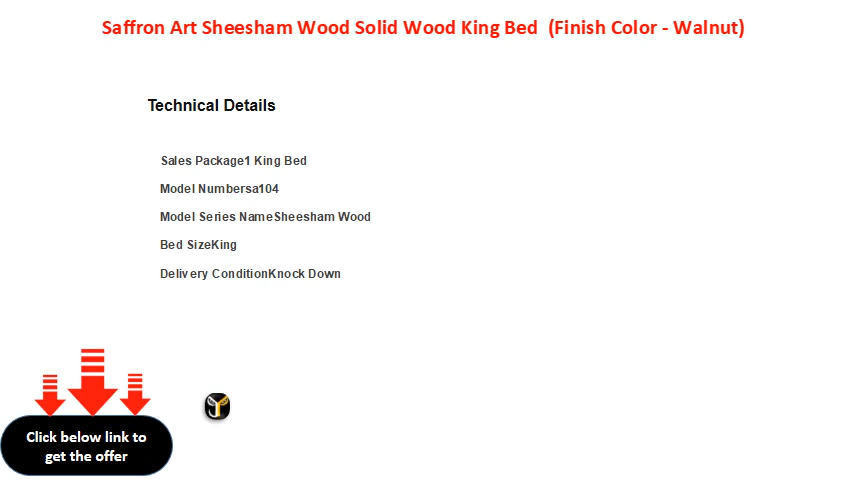 Saffron Art Sheesham Wood Solid Wood King Bed (Finish Color - Walnut)
Technical Details
Sales Package1 King Bed
Model Numbersa104
Model Series NameSheesham Wood
Bed SizeKing
Delivery ConditionKnock Down
Click below link to
get the offer